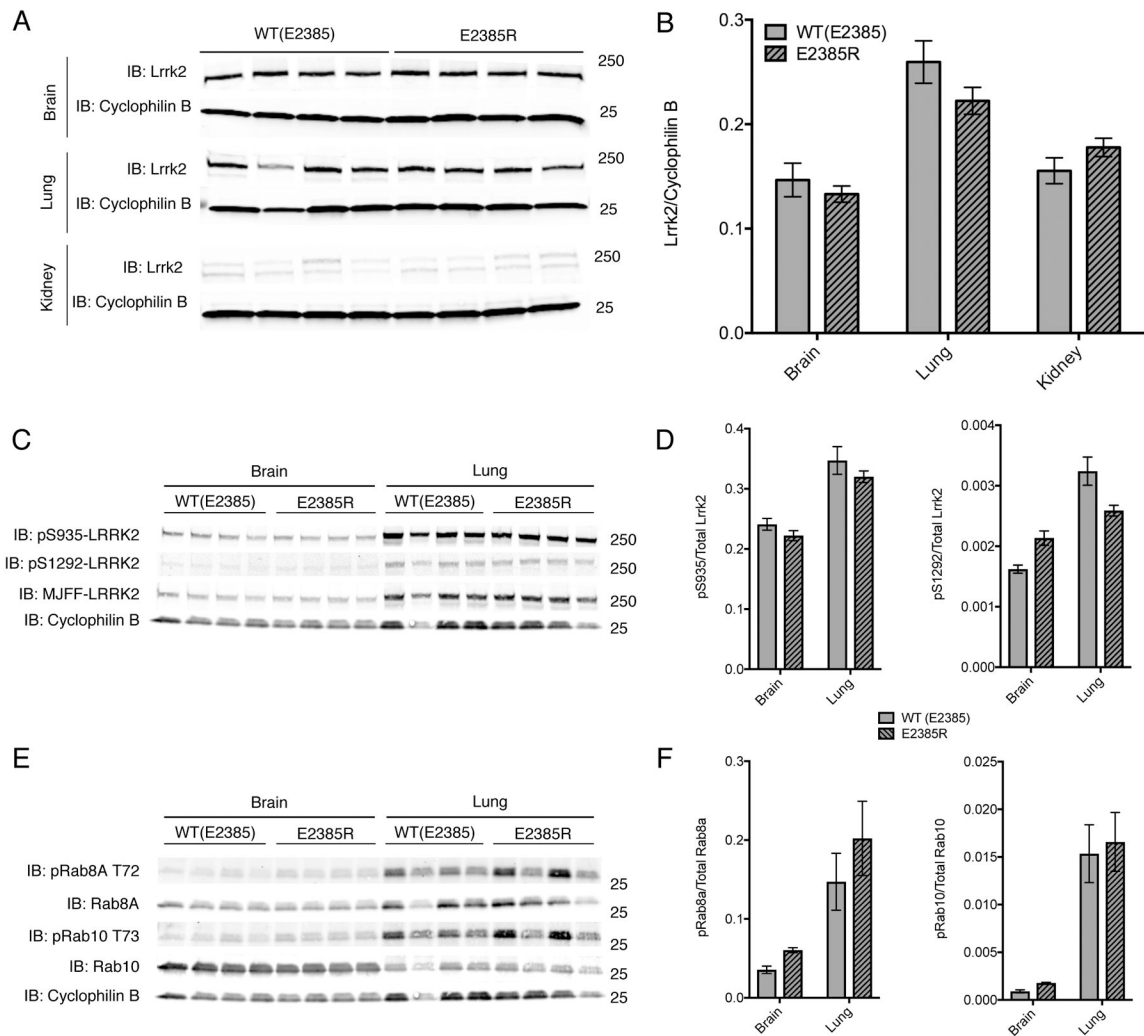 A
WT(E2385) E2385R
Brain
IB: Lrrk2 250
IB: Cyclophilin B 25
Lung
IB: Lrrk2 250
IB: Cyclophilin B 25
Kidney
IB: Lrrk2 250
IB: Cyclophilin B 25
B
Lrrk2/Cyclophilin B
0.3
0.2
0.1
0.0
WT(E2385)
E2385R
Brain Lung Kidney
C
Brain Lung
WT(E2385) E2385R WT(E2385) E2385R
IB: pS935-LRRK2 250
IB: pS1292-LRRK2 250
IB: MJFF-LRRK2 250
IB: Cyclophilin B 25
D
pS935/Total Lrrk2
0.4
0.3
0.2
0.1
0.0
Brain Lung
pS1292/Total Lrrk2
0.004
0.003
0.002
0.001
0.000
Brain Lung
WT (E2385)
E2385R
E
Brain Lung
WT(E2385) E2385R WT(E2385) E2385R
IB: pRab8A T72 25
IB: Rab8A 25
IB: pRab10 T73 25
IB: Rab10 25
IB: Cyclophilin B 25
F
pRab8a/Total Rab8a
0.3
0.2
0.1
0.0
Brain Lung
pRab10/Total Rab10
0.025
0.020
0.015
0.010
0.005
0.000
Brain Lung